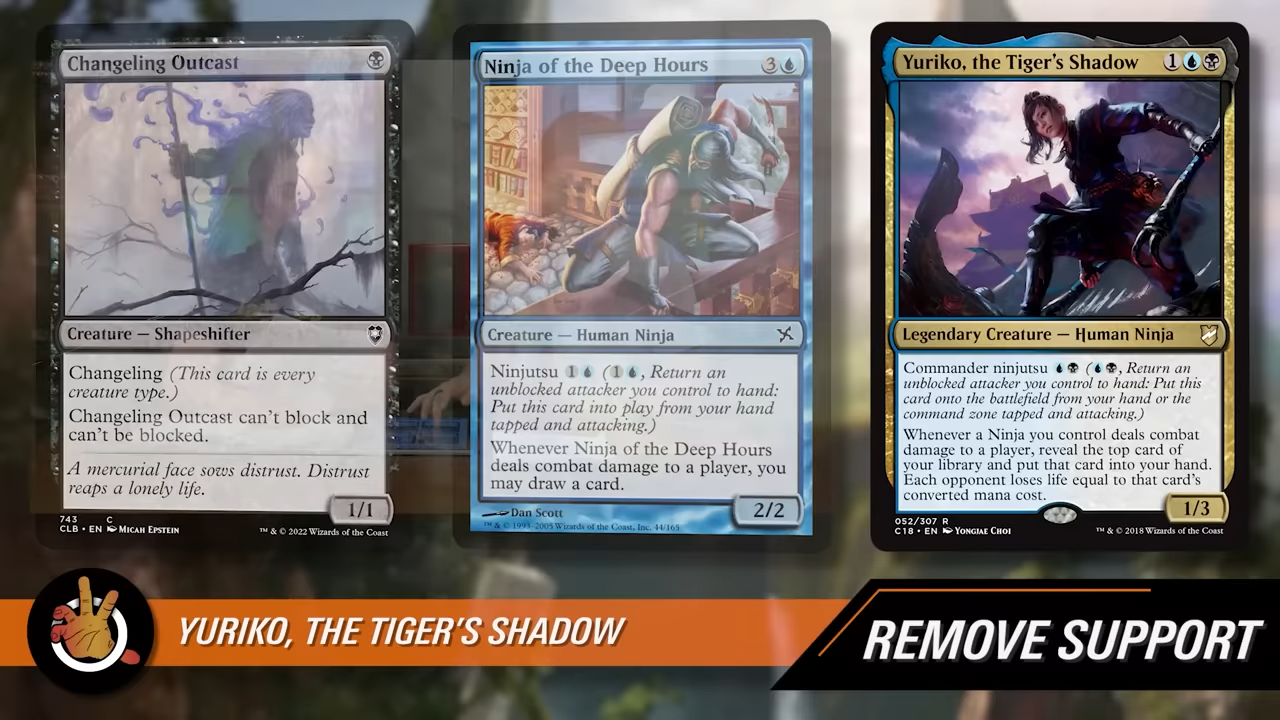 Changeling Outcast
Creature — Shapeshifter
Changeling (This card is every
creature type.)
Changeling Outcast can't block and
can't be blocked.
A mercurial face sows distrust. Distrust
reaps a lonely life.
1/1
743 C
CLB • EN Micah Epstein
™ & © 2022 Wizards of the Coast
Ninja of the Deep Hours
3
Creature — Human Ninja
Ninjutsu 1 (1, Return an
unblocked attacker you control to hand:
Put this card into play from your hand
tapped and attacking.)
Whenever Ninja of the Deep Hours
deals combat damage to a player, you
may draw a card.
2/2
Dan Scott
™ & © 1993-2005 Wizards of the Coast, Inc. 44/165
Yuriko, the Tiger's Shadow
1
Legendary Creature — Human Ninja
Commander ninjutsu (, Return an
unblocked attacker you control to hand: Put this
card onto the battlefield from your hand or the
command zone tapped and attacking.)
Whenever a Ninja you control deals combat
damage to a player, reveal the top card of
your library and put that card into your hand.
Each opponent loses life equal to that card's
converted mana cost.
1/3
052/307 R
C18 • EN Yongjae Choi
™ & © 2018 Wizards of the Coast
YURIKO, THE TIGER'S SHADOW
REMOVE SUPPORT